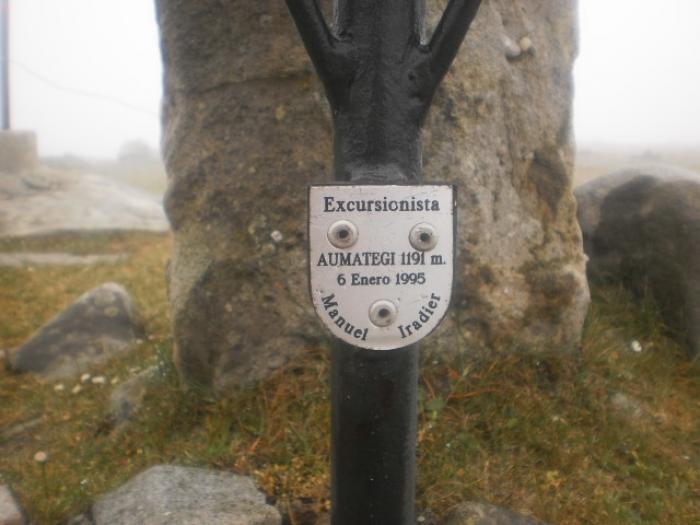 Excursionista
AUMATEGI 1191 m.
6 Enero 1995
Manuel Iradier